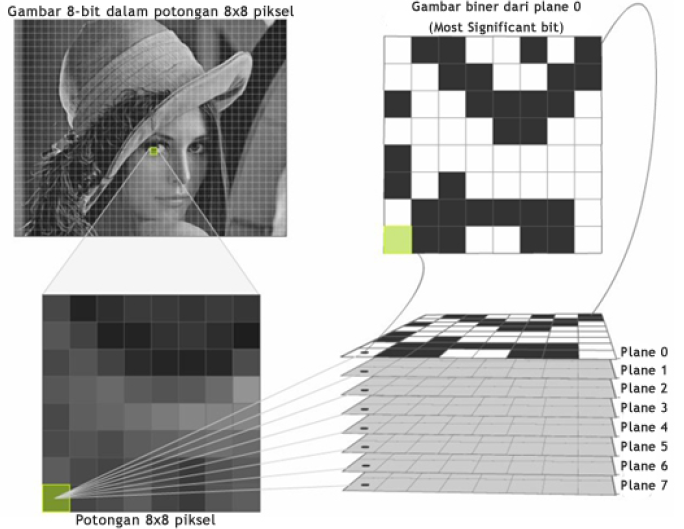 Gambar 8-bit dalam potongan 8x8 piksel
Gambar biner dari plane 0
(Most Significant bit)
Plane 0
Plane 1
Plane 2
Plane 3
Plane 4
Plane 5
Plane 6
Plane 7
Potongan 8x8 piksel